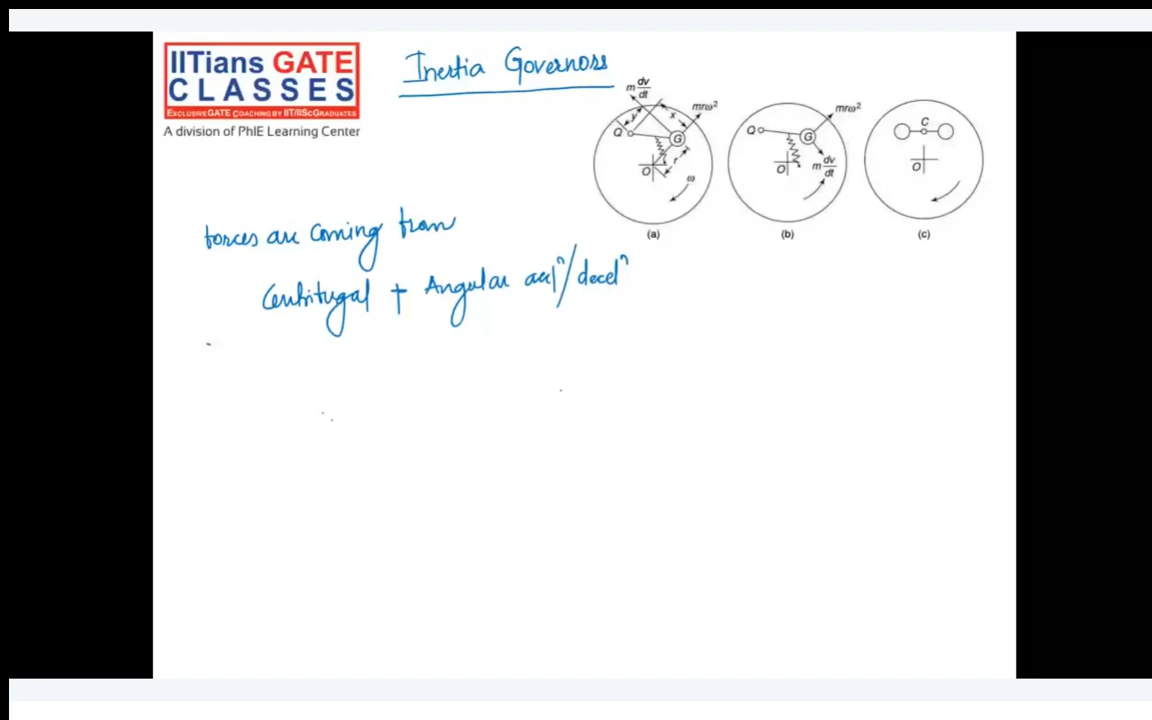 IITians GATE
CLASSES
EXCLUSIVE GATE COACHING BY IIT/IISC GRADUATES
A division of PhIE Learning Center
Inertia Governors
m dv/dt
mrω²
Q
y
x
G
O
r
ω
(a)
Q
G
mrω²
O
m dv/dt
(b)
C
O
(c)
forces are coming from
Centrifugal + Angular accⁿ/decelⁿ